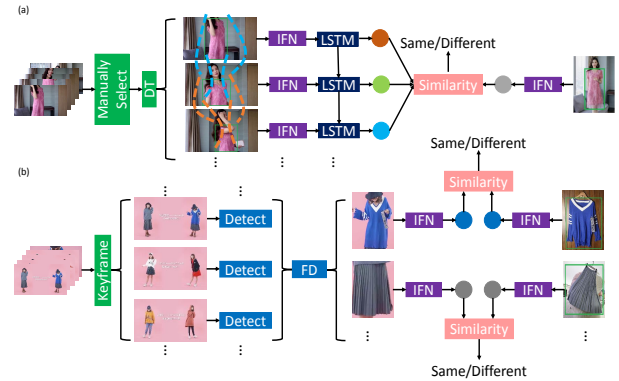 (a)
Manually
Select
DT
IFN
LSTM
IFN
LSTM
IFN
LSTM
Same/Different
Similarity
IFN
(b)
Keyframe
Detect
Detect
Detect
FD
Same/Different
Similarity
IFN
IFN
IFN
IFN
Similarity
Same/Different